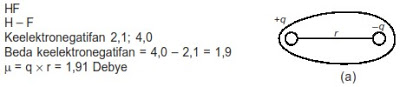 HF
H – F
Keelektronegatifan 2,1; 4,0
Beda keelektronegatifan = 4,0 – 2,1 = 1,9
μ = q × r = 1,91 Debye
+q
–q
r
(a)